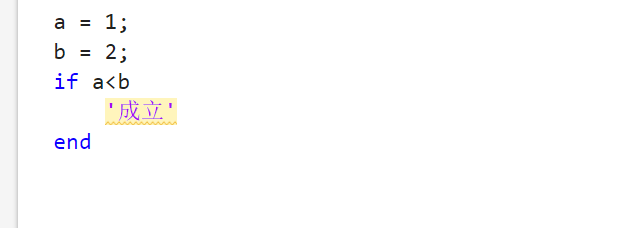 a = 1;
b = 2;
if a<b
    '成立'
end